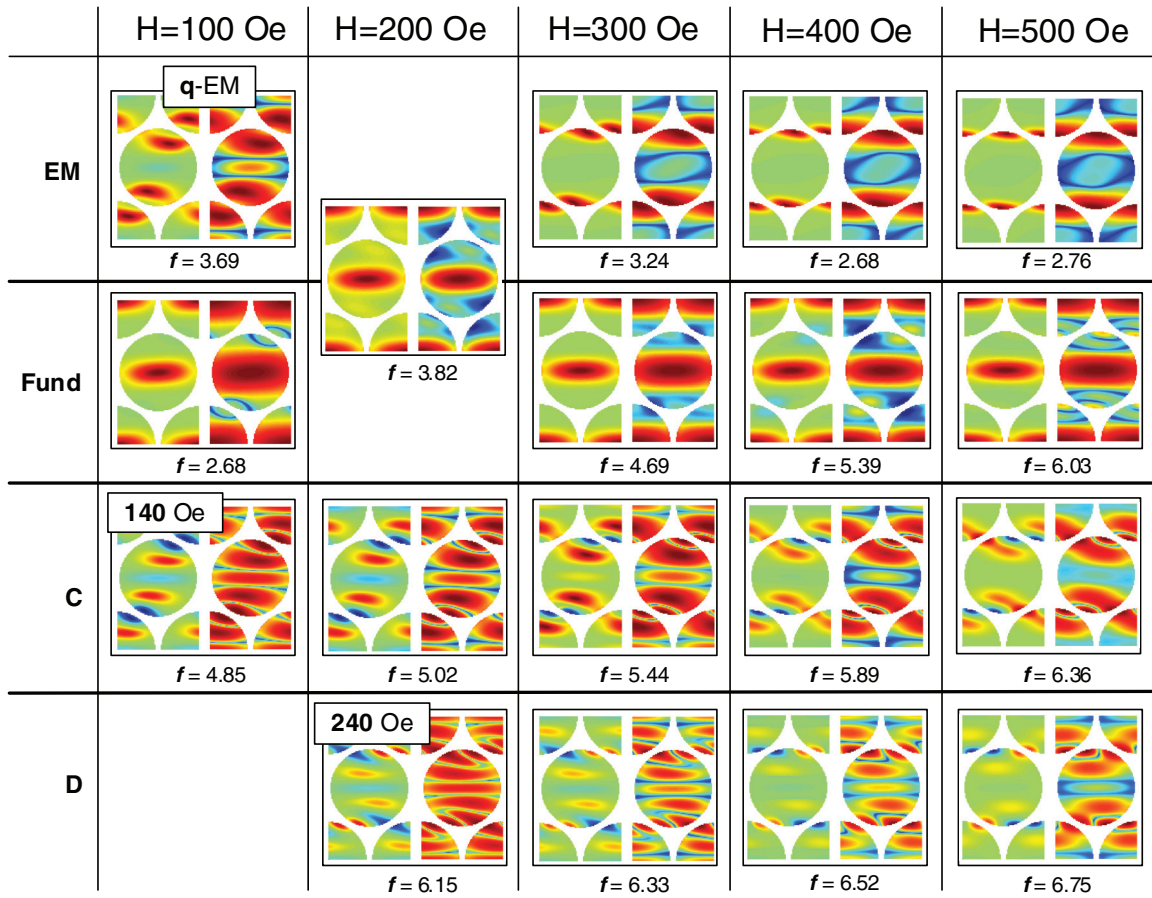 H=100 Oe H=200 Oe H=300 Oe H=400 Oe H=500 Oe
q-EM
EM
f = 3.69 f = 3.24 f = 2.68 f = 2.76
Fund
f = 3.82
f = 2.68 f = 4.69 f = 5.39 f = 6.03
140 Oe
C
f = 4.85 f = 5.02 f = 5.44 f = 5.89 f = 6.36
240 Oe
D
f = 6.15 f = 6.33 f = 6.52 f = 6.75